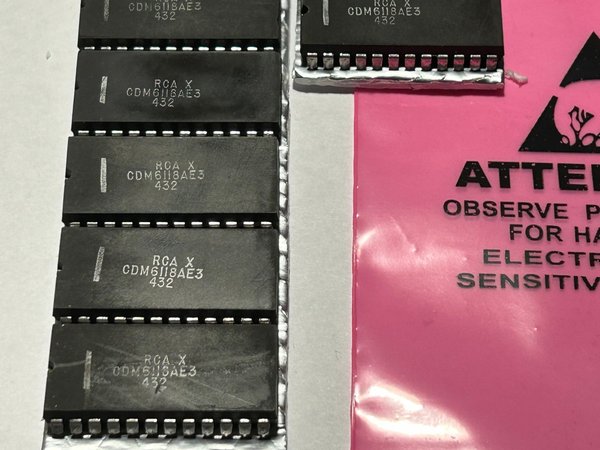 CDM6118AE3
432
RCA X
CDM6118AE3
432
RCA X
CDM6118AE3
432
RCA X
CDM6118AE3
432
RCA X
CDM6118AE3
432
CDM6118AE3
432
ATTE
OBSERVE P
FOR HA
ELECTR
SENSITIV